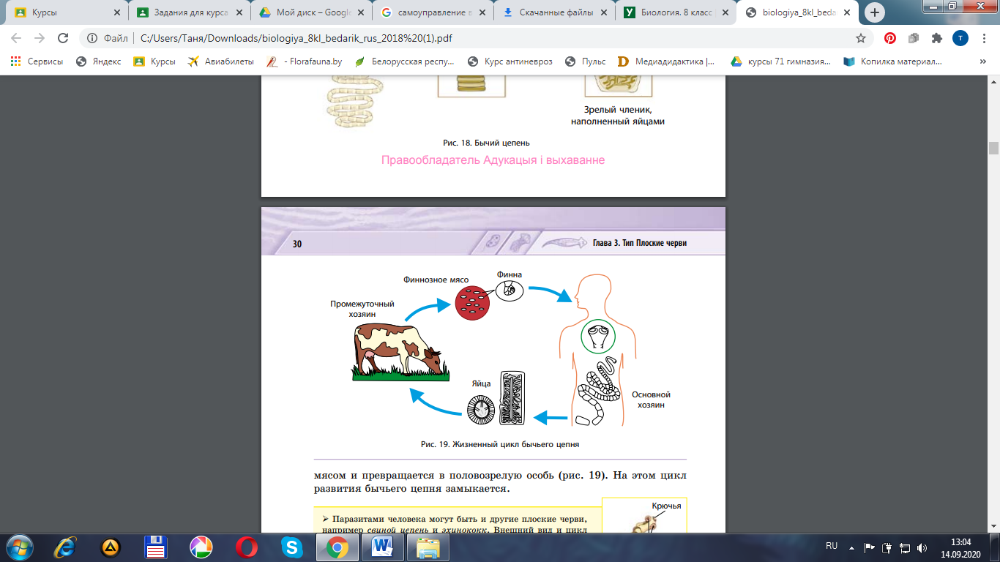 Курсы
Задания для курса
Мой диск – Google
самоуправление в
Скачанные файлы
Биология. 8 класс
biologiya_8kl_beda
Файл
C:/Users/Таня/Downloads/biologiya_8kl_bedarik_rus_2018%20(1).pdf
T
Сервисы
Яндекс
Курсы
Авиабилеты
- Florafauna.by
Белорусская респу...
Курс антиневроз
Пульс
Медиадидактика |...
курсы 71 гимназия...
Копилка материал...
»
Зрелый членик,
наполненный яйцами
Рис. 18. Бычий цепень
Правообладатель Адукацыя і выхаванне
30
Глава 3. Тип Плоские черви
Финна
Финнозное мясо
Промежуточный
хозяин
Яйца
Основной
хозяин
Рис. 19. Жизненный цикл бычьего цепня
мясом и превращается в половозрелую особь (рис. 19). На этом цикл
развития бычьего цепня замыкается.
Крючья
➢ Паразитами человека могут быть и другие плоские черви,
например свиной цепень и эхинококк. Внешний вид и цикл
RU
13:04
14.09.2020